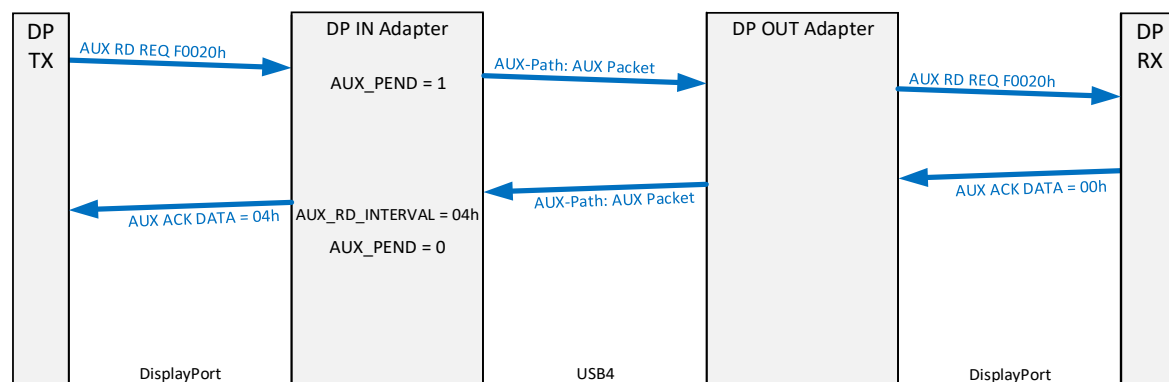 DP
TX
DP IN Adapter
DP OUT Adapter
DP
RX
AUX RD REQ F0020h
AUX-Path: AUX Packet
AUX RD REQ F0020h
AUX_PEND = 1
AUX ACK DATA = 00h
AUX-Path: AUX Packet
AUX ACK DATA = 04h
AUX_RD_INTERVAL = 04h
AUX_PEND = 0
DisplayPort
USB4
DisplayPort